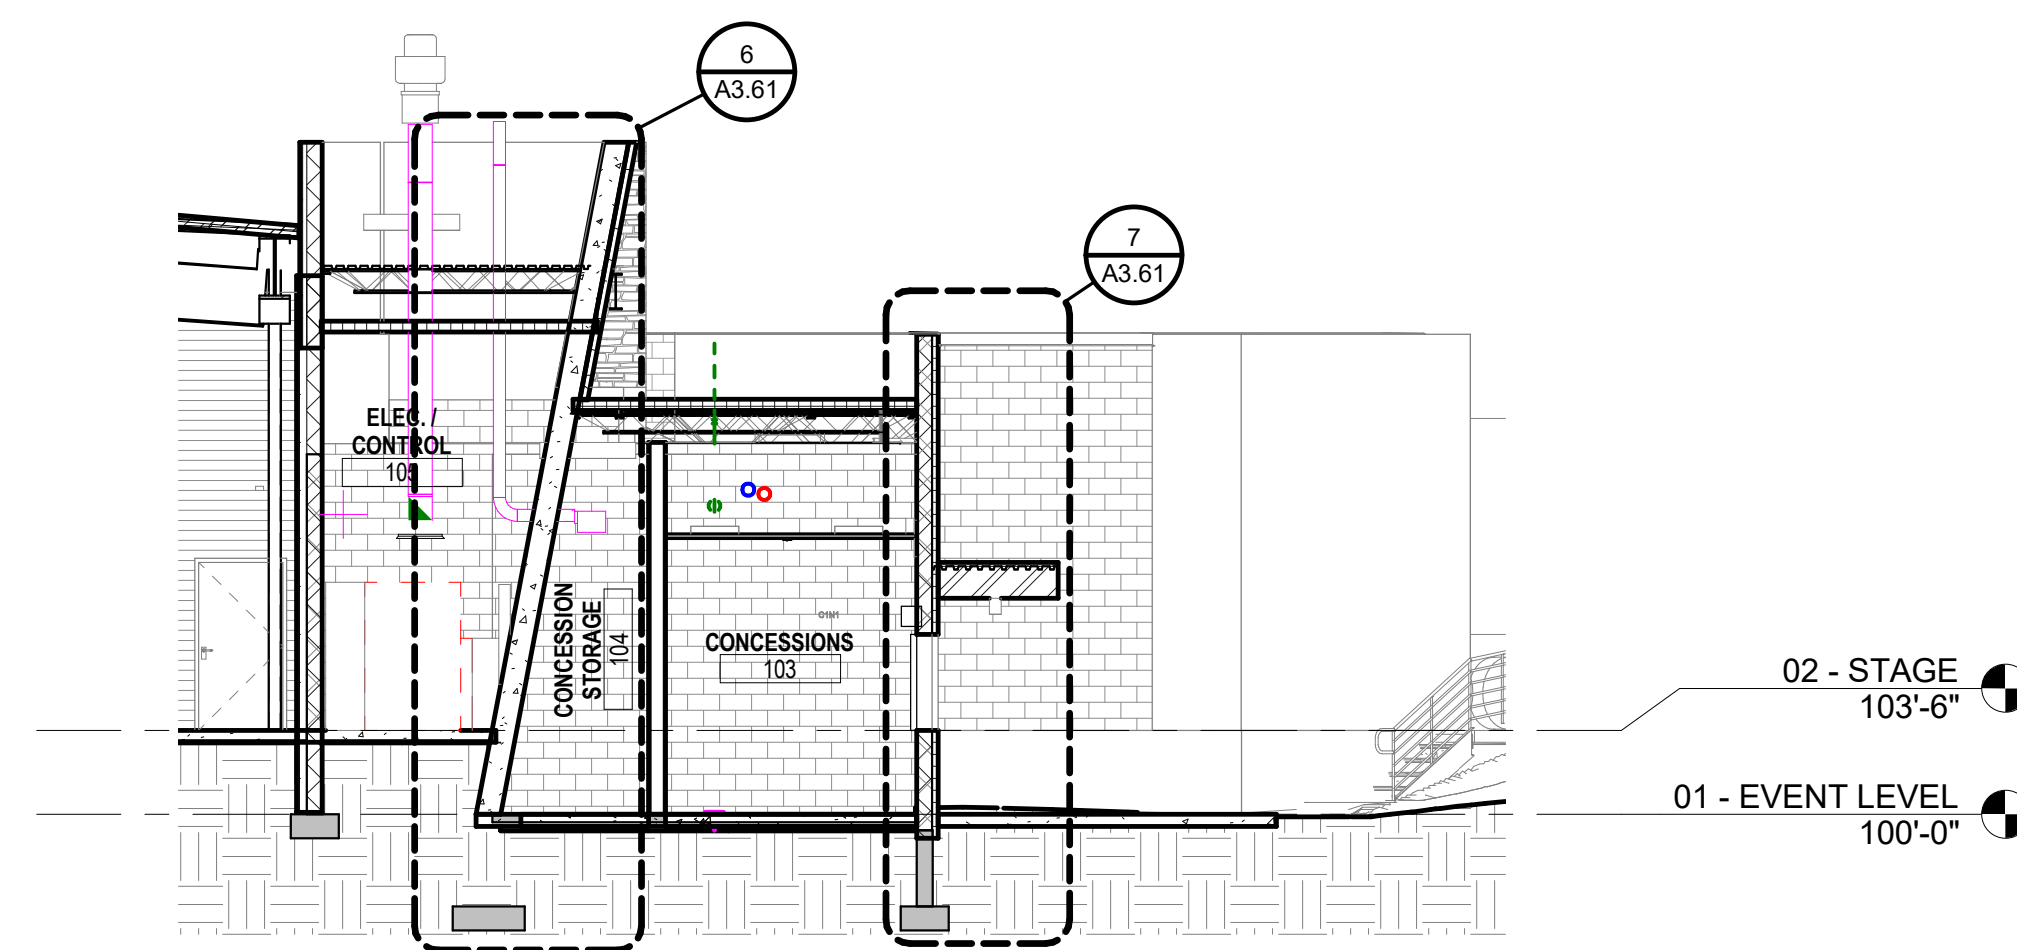 6
A3.61
7
A3.61
ELEC. /
CONTROL
105
CONCESSION
STORAGE
104
CONCESSIONS
103
02 - STAGE
103'-6"
01 - EVENT LEVEL
100'-0"